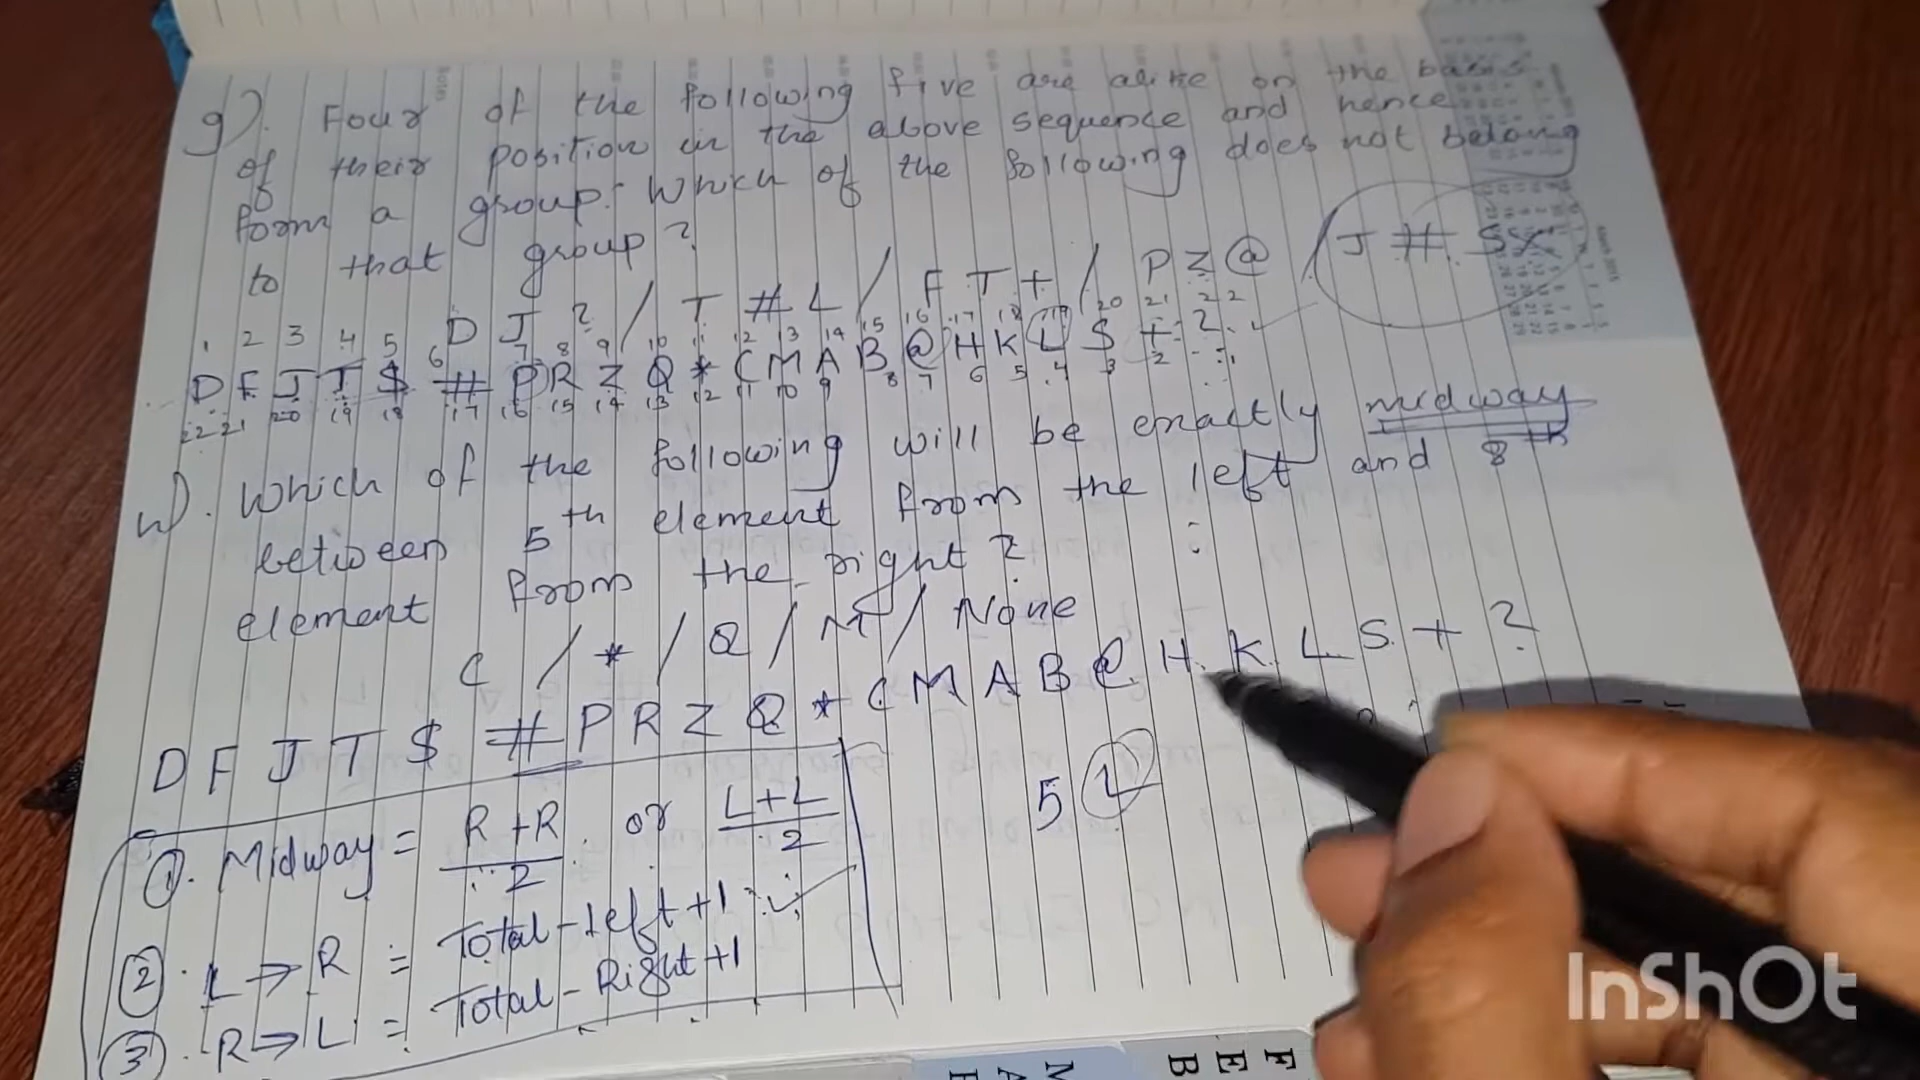 g). Four of the following five are alike on the basis
of their position in the above sequence and hence
form a group. Which of the following does not belong
to that group?
D J ? / T # L / F T + / P Z @ / J # S
1 2 3 4 5 6 7 8 9 10 11 12 13 14 15 16 17 18 19 20 21 22
D F J T $ # P R Z Q * C M A B @ H K L S + ?
22 21 20 19 18 17 16 15 14 13 12 11 10 9 8 7 6 5 4 3 2 1
h). Which of the following will be exactly midway
between 5th element from the left and 8th
element from the right?
C / * / Q / M / None
D F J T $ # P R Z Q * C M A B @ H K L S + ?
① Midway = R+R/2 or L+L/2
② L → R = Total - left + 1
③ R → L = Total - Right + 1
5 L
InShOt
F E B